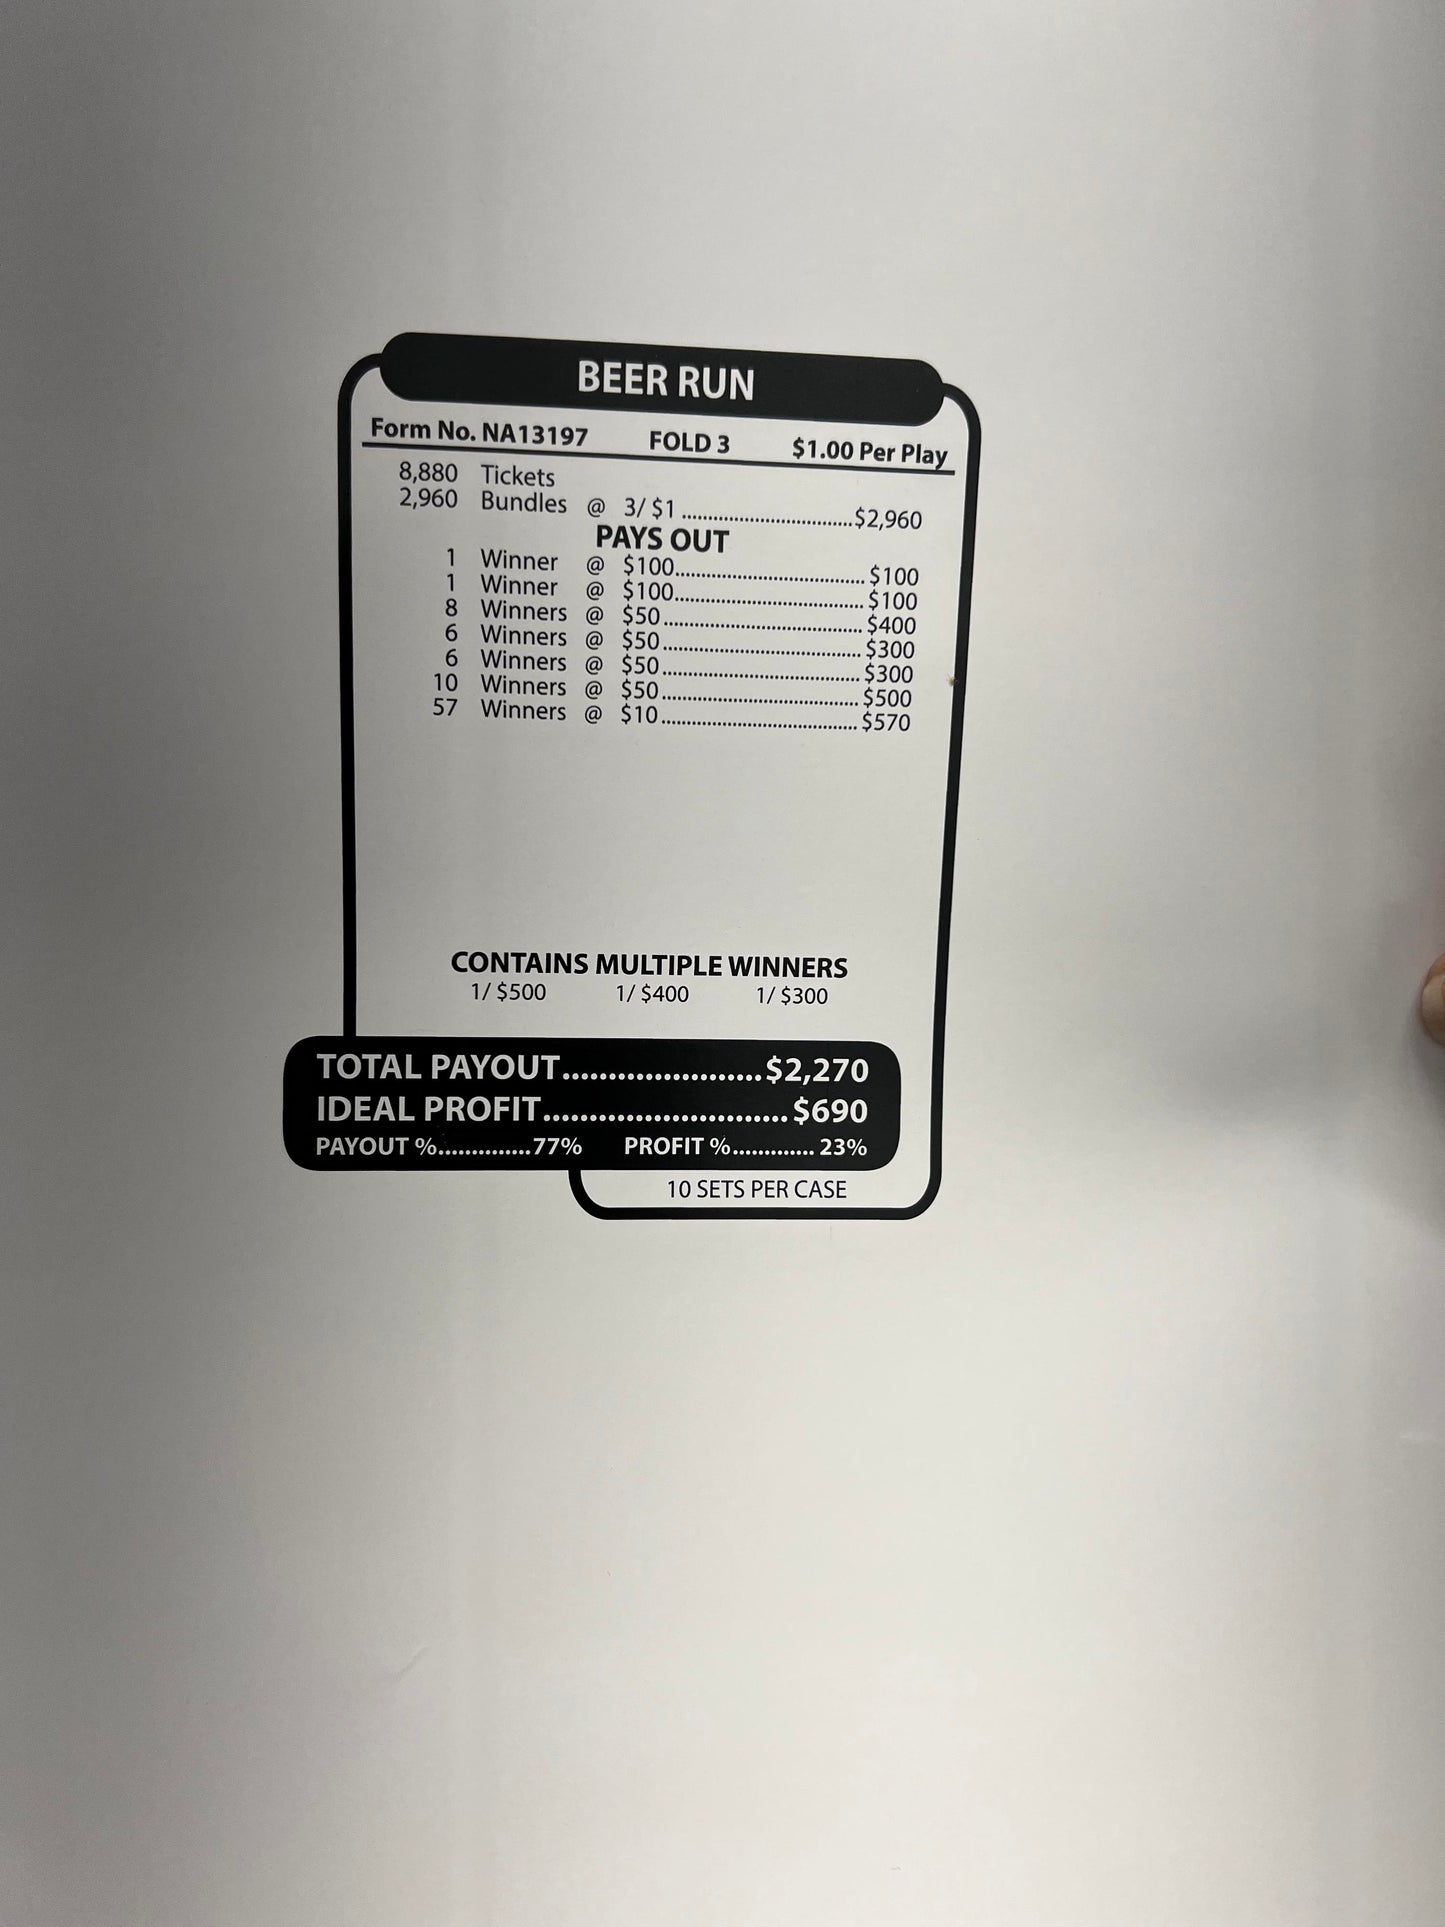 BEER RUN
Form No. NA13197 FOLD 3 $1.00 Per Play
8,880 Tickets
2,960 Bundles @ 3/ $1 ................................ $2,960
PAYS OUT
1 Winner @ $100................................... $100
1 Winner @ $100................................... $100
8 Winners @ $50..................................... $400
6 Winners @ $50..................................... $300
6 Winners @ $50..................................... $300
10 Winners @ $50..................................... $500
57 Winners @ $10..................................... $570
CONTAINS MULTIPLE WINNERS
1/ $500 1/ $400 1/ $300
TOTAL PAYOUT......................$2,270
IDEAL PROFIT...........................$690
PAYOUT %..............77% PROFIT %............. 23%
10 SETS PER CASE